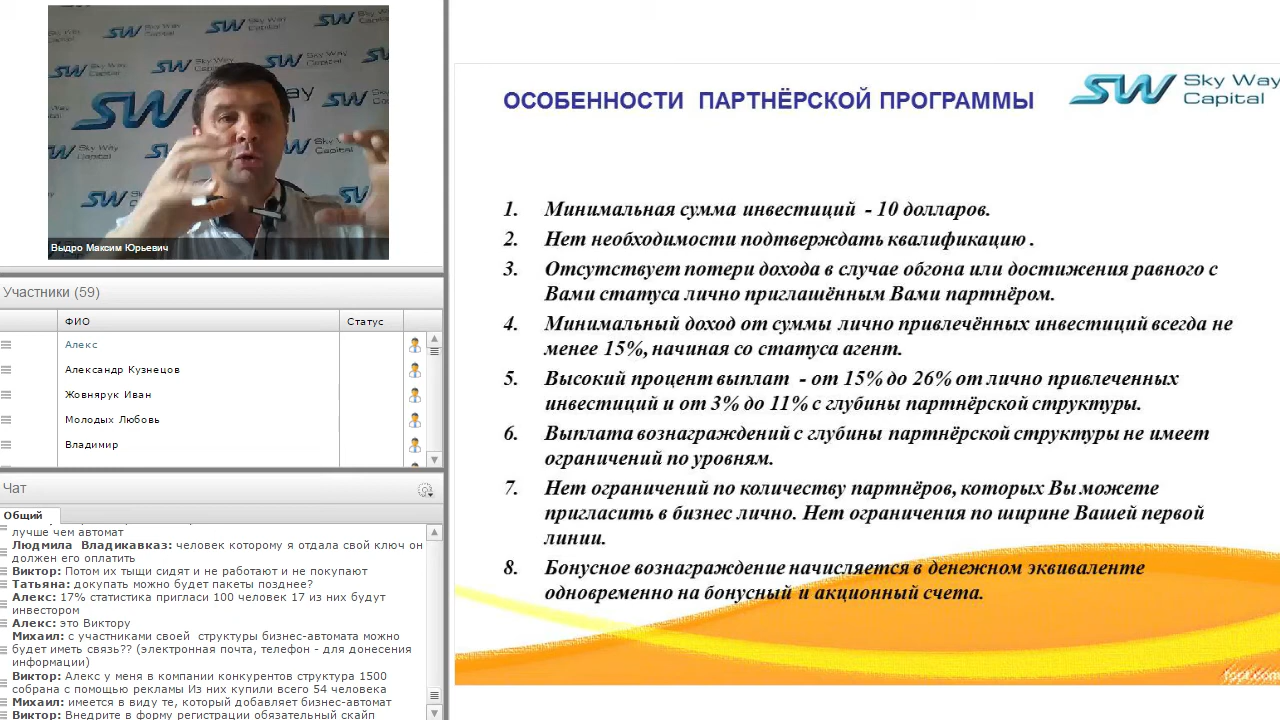 SW Sky Way Capital
Выдро Максим Юрьевич
Участники (59)
ФИО
Статус
Алекс
Александр Кузнецов
Жовнярук Иван
Молодых Любовь
Владимир
Чат
Общий
лучше чем автомат
Людмила Владикавказ: человек которому я отдала свой ключ он
должен его оплатить
Виктор: Потом их тыщи сидят и не работают и не покупают
Татьяна: докупать можно будет пакеты позднее?
Алекс: 17% статистика пригласи 100 человек 17 из них будут
инвестором
Алекс: это Виктору
Михаил: с участниками своей структуры бизнес-автомата можно
будет иметь связь?? (электронная почта, телефон - для донесения
информации)
Виктор: Алекс у меня в компании конкурентов структура 1500
собрана с помощью рекламы Из них купили всего 54 человека
Михаил: имеется в виду те, который добавляет бизнес-автомат
Виктор: Внедрите в форму регистрации обязательный скайп
ОСОБЕННОСТИ ПАРТНЁРСКОЙ ПРОГРАММЫ
SW Sky Way
Capital
1. Минимальная сумма инвестиций - 10 долларов.
2. Нет необходимости подтверждать квалификацию .
3. Отсутствует потери дохода в случае обгона или достижения равного с
Вами статуса лично приглашённым Вами партнёром.
4. Минимальный доход от суммы лично привлечённых инвестиций всегда не
менее 15%, начиная со статуса агент.
5. Высокий процент выплат - от 15% до 26% от лично привлеченных
инвестиций и от 3% до 11% с глубины партнёрской структуры.
6. Выплата вознаграждений с глубины партнёрской структуры не имеет
ограничений по уровням.
7. Нет ограничений по количеству партнёров, которых Вы можете
пригласить в бизнес лично. Нет ограничения по ширине Вашей первой
линии.
8. Бонусное вознаграждение начисляется в денежном эквиваленте
одновременно на бонусный и акционный счета.